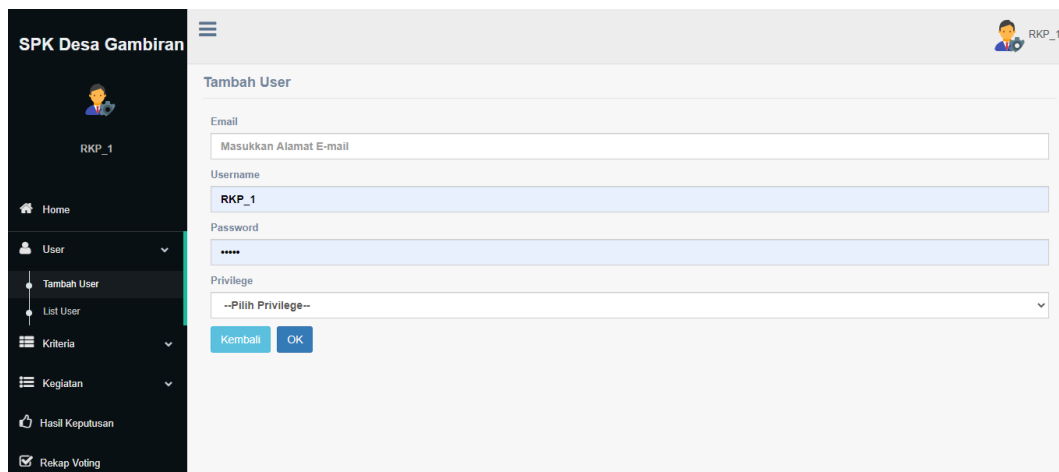 SPK Desa Gambiran
RKP_1
RKP_1
Home
User
Tambah User
List User
Kriteria
Kegiatan
Hasil Keputusan
Rekap Voting
Tambah User
Email
Masukkan Alamat E-mail
Username
RKP_1
Password
•••••
Privilege
--Pilih Privilege--
Kembali OK